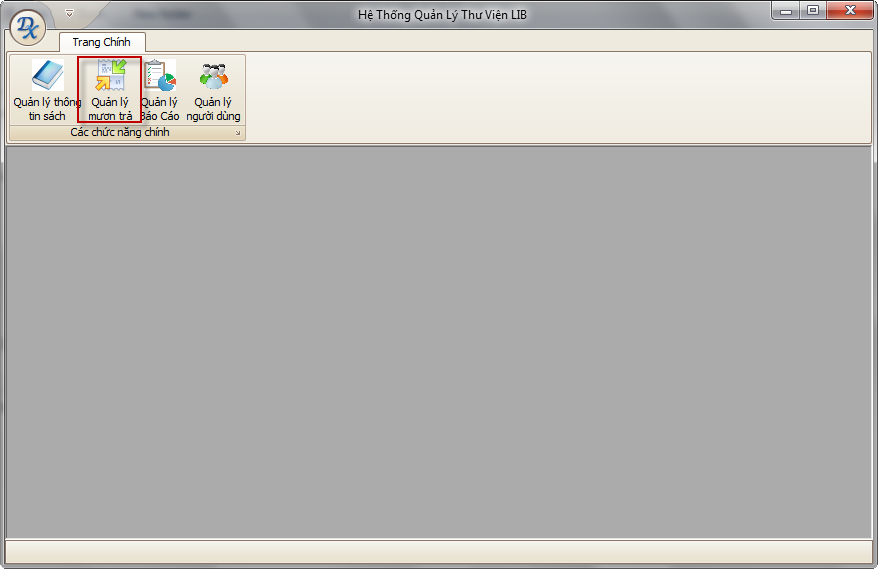 Hệ Thống Quản Lý Thư Viện LIB
DX
Trang Chính
Quản lý thông tin sách
Quản lý mượn trả
Quản lý Báo Cáo
Quản lý người dùng
Các chức năng chính